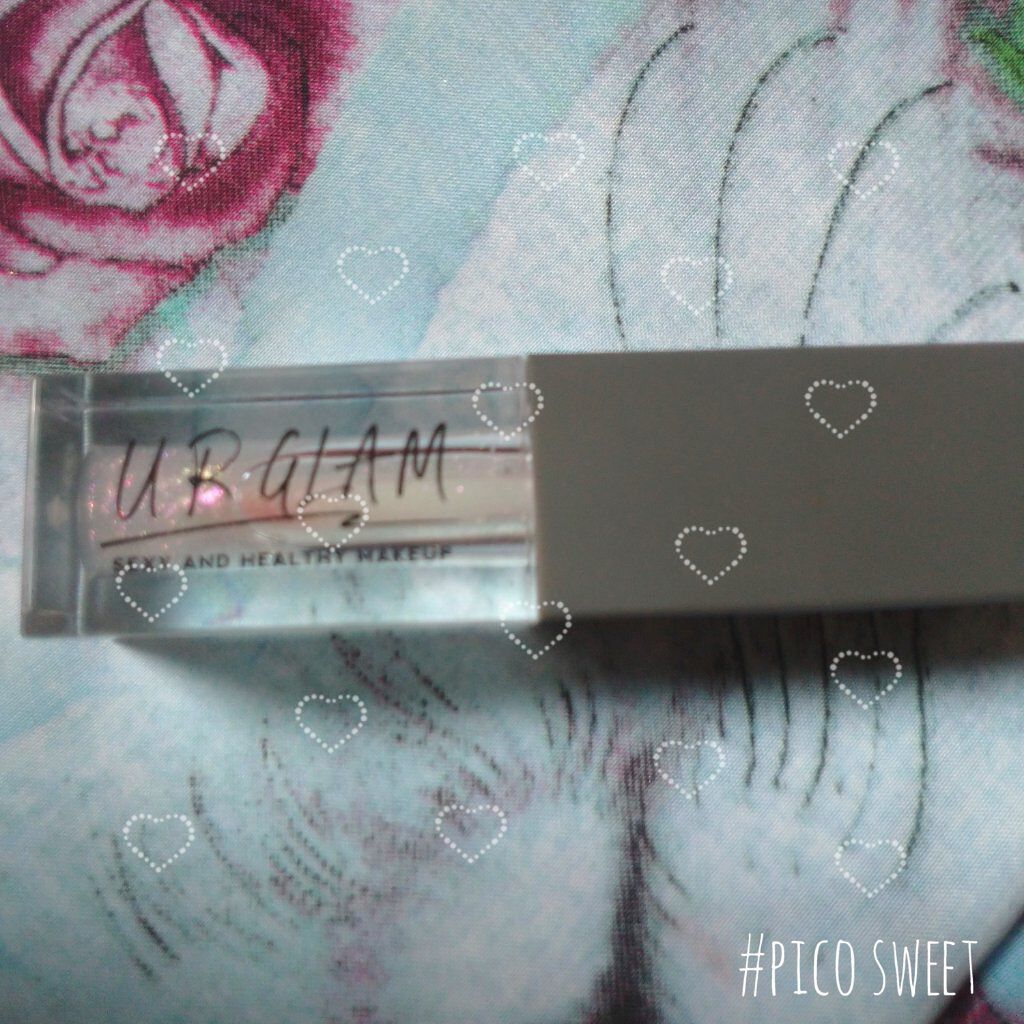 UR GLAM
SEXY AND HEALTHY MAKEUP
#PICO SWEET